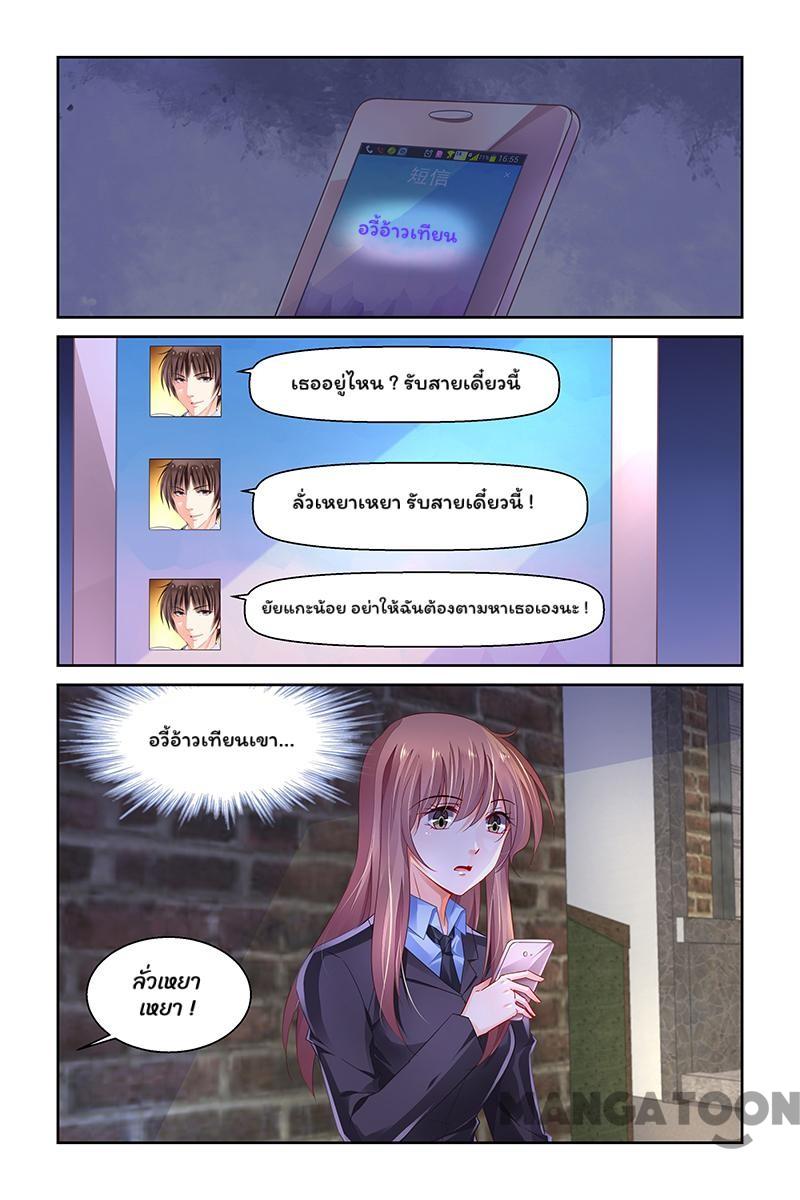 16:55
短信
อวี้อ้าวเทียน
เธออยู่ไหน ? รับสายเดี๋ยวนี้
ลั่วเหยาเหยา รับสายเดี๋ยวนี้ !
ยัยแกะน้อย อย่าให้ฉันต้องตามหาเธอเองนะ !
อวี้อ้าวเทียนเขา...
ลั่วเหยา
เหยา !
MANGATOON